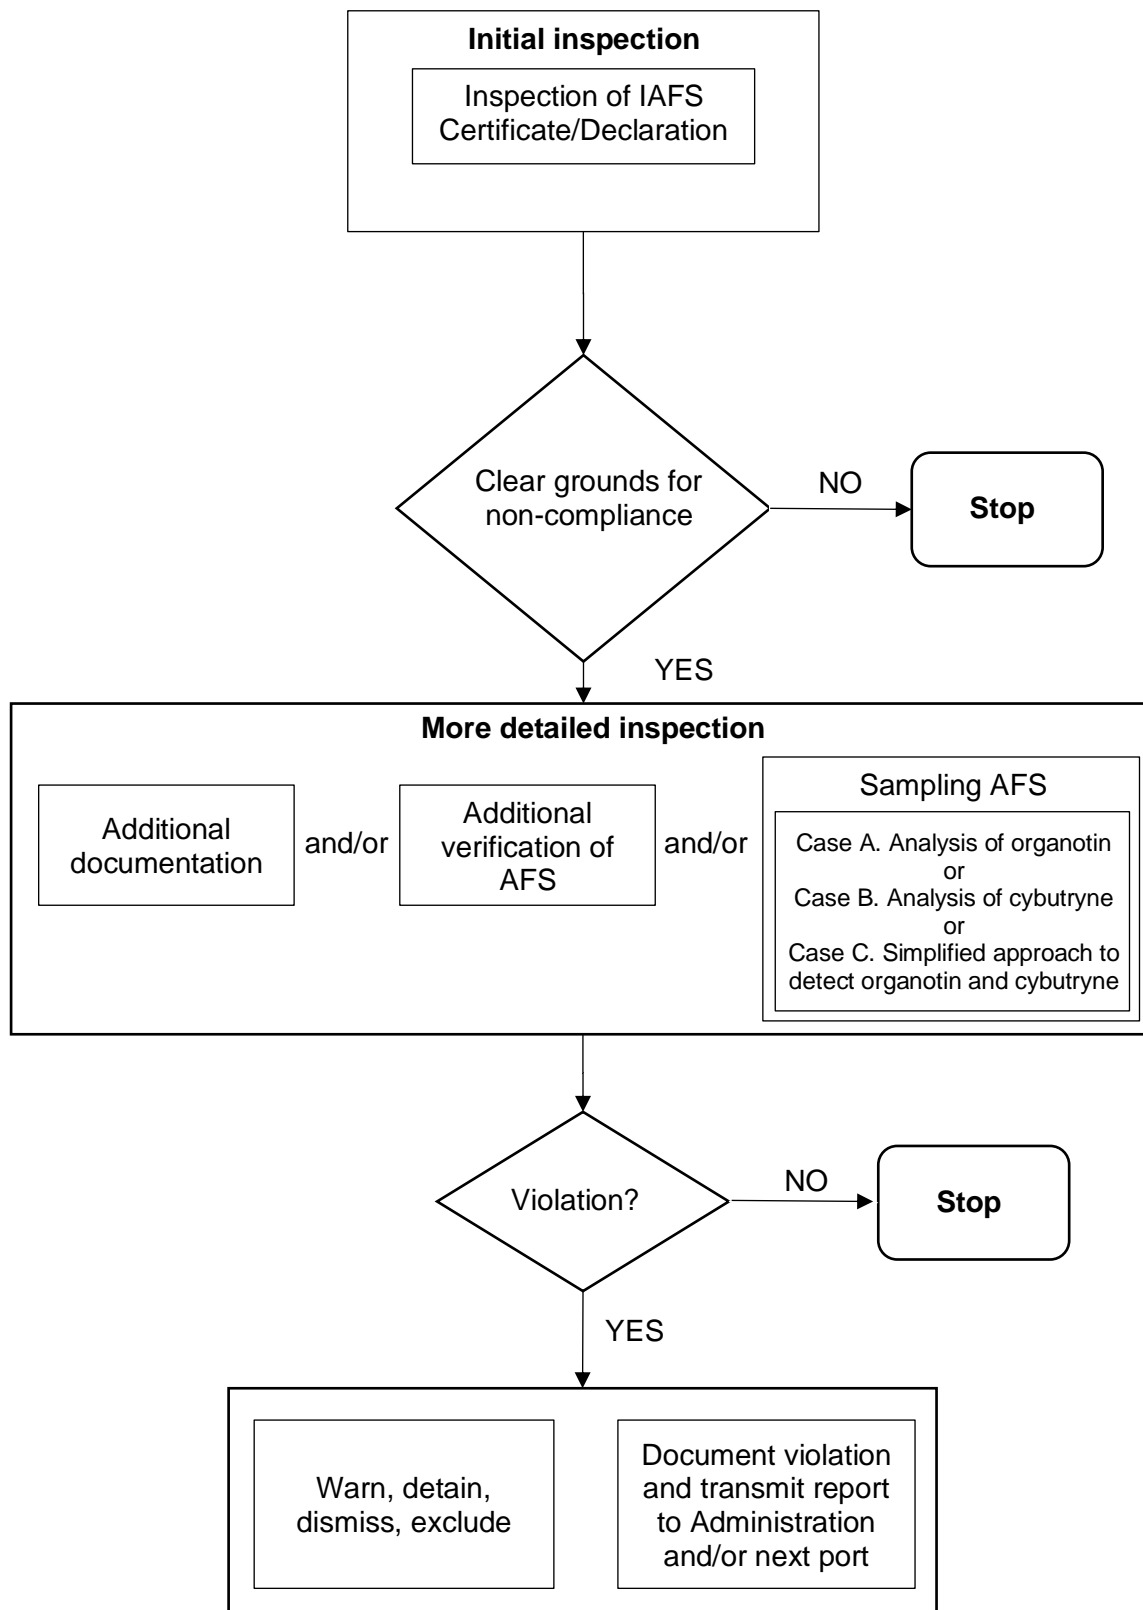 Initial inspection
Inspection of IAFS
Certificate/Declaration
Clear grounds for
non-compliance
NO
Stop
YES
More detailed inspection
Additional
documentation
and/or
Additional
verification of
AFS
and/or
Sampling AFS
Case A. Analysis of organotin
or
Case B. Analysis of cybutryne
or
Case C. Simplified approach to
detect organotin and cybutryne
Violation?
NO
Stop
YES
Warn, detain,
dismiss, exclude
Document violation
and transmit report
to Administration
and/or next port